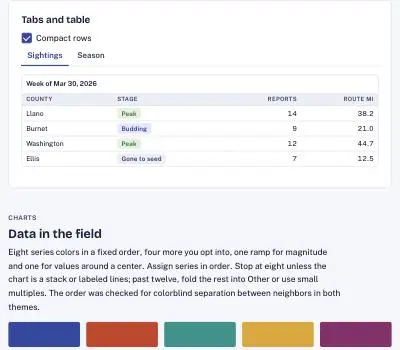 Tabs and table
Compact rows
Sightings Season
Week of Mar 30, 2026
COUNTY STAGE REPORTS ROUTE MI
Llano Peak 14 38.2
Burnet Budding 9 21.0
Washington Peak 12 44.7
Ellis Gone to seed 7 12.5
CHARTS
Data in the field
Eight series colors in a fixed order, four more you opt into, one ramp for magnitude
and one for values around a center. Assign series in order. Stop at eight unless the
chart is a stack or labeled lines; past twelve, fold the rest into Other or use small
multiples. The order was checked for colorblind separation between neighbors in both
themes.